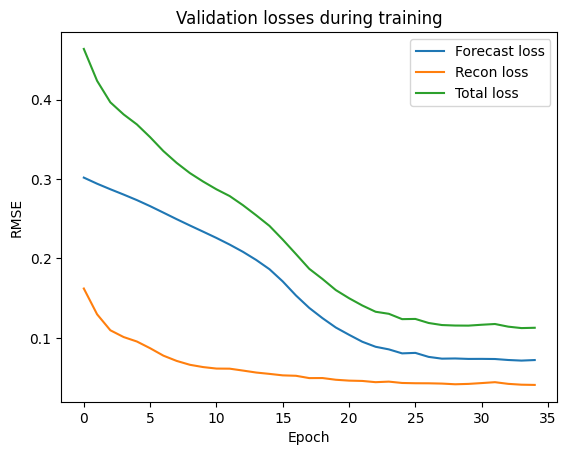 Validation losses during training
Forecast loss
Recon loss
Total loss
0.4
0.3
0.2
0.1
RMSE
0 5 10 15 20 25 30 35
Epoch